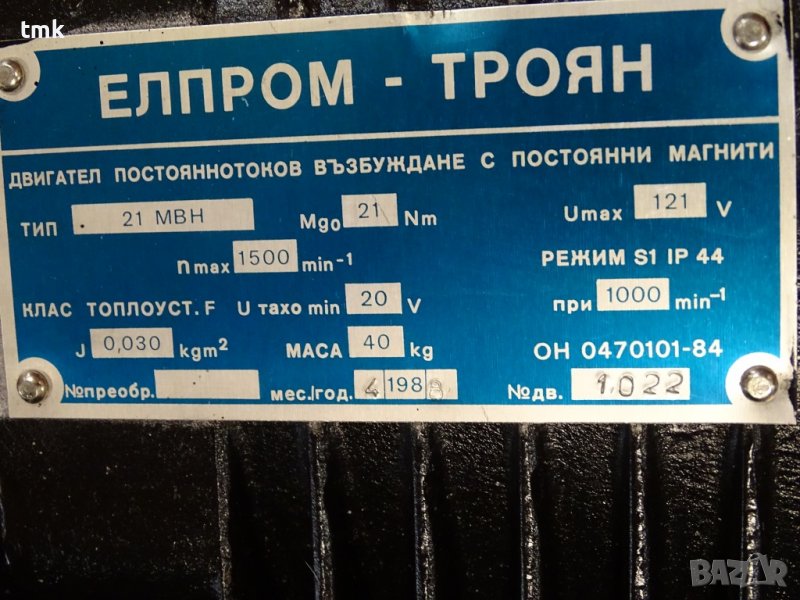 tmk
ЕЛПРОМ - ТРОЯН
ДВИГАТЕЛ ПОСТОЯННОТОКОВ ВЪЗБУЖДАНЕ С ПОСТОЯННИ МАГНИТИ
ТИП 21 МВН Мgo 21 Nm Umax 121 V
nmax 1500 min⁻¹ РЕЖИМ S1 IP 44
КЛАС ТОПЛОУСТ. F U тахо min 20 V при 1000 min⁻¹
J 0,030 kgm² МАСА 40 kg ОН 0470101-84
№преобр. мес./год. 4 198 8 №дв. 1022
BAZAR